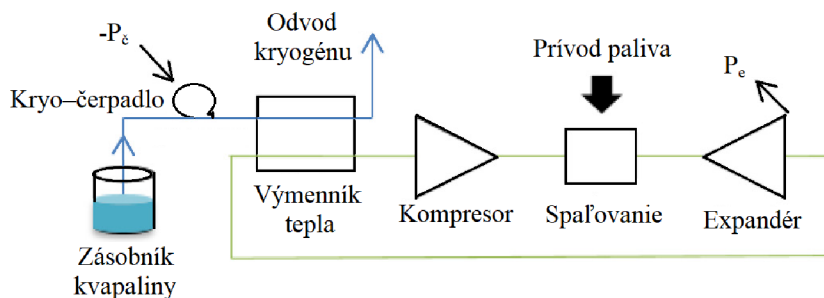 -Pč
Odvod
kryogénu
Prívod paliva
Pe
Kryo–čerpadlo
Výmenník
tepla
Kompresor
Spaľovanie
Expandér
Zásobník
kvapaliny